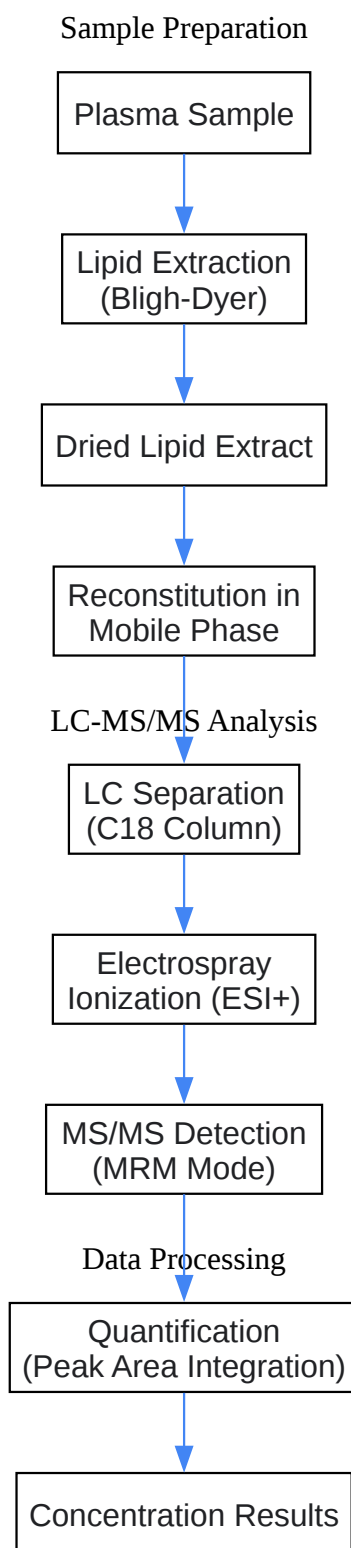 Sample Preparation
Plasma Sample
Lipid Extraction
(Bligh-Dyer)
Dried Lipid Extract
Reconstitution in
Mobile Phase
LC-MS/MS Analysis
LC Separation
(C18 Column)
Electrospray
Ionization (ESI+)
MS/MS Detection
(MRM Mode)
Data Processing
Quantification
(Peak Area Integration)
Concentration Results